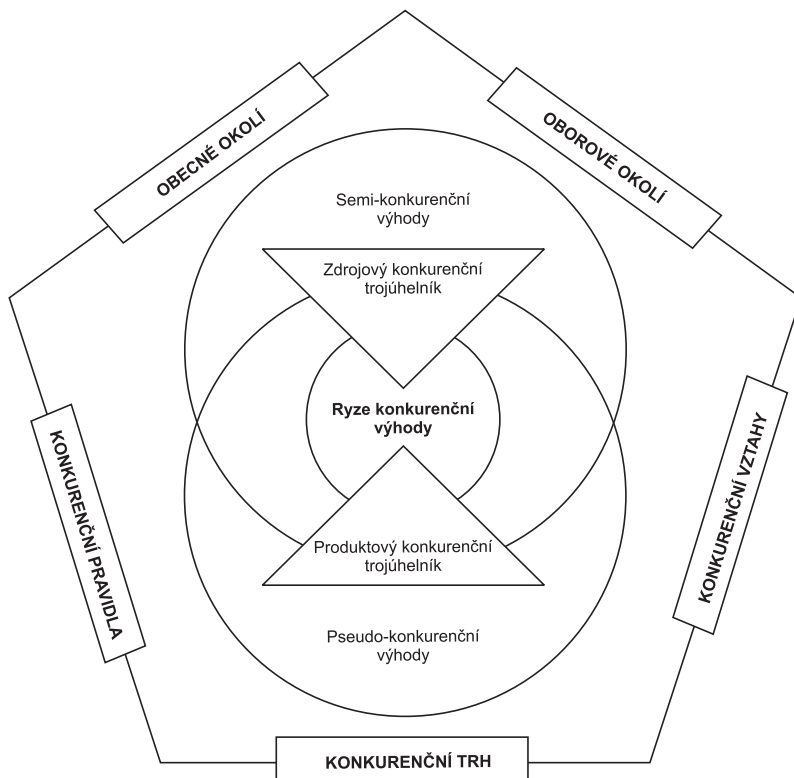 OBECNÉ OKOLÍ
OBOROVÉ OKOLÍ
Semi-konkurenční
výhody
Zdrojový konkurenční
trojúhelník
Ryze konkurenční
výhody
KONKURENČNÍ PRAVIDLA
KONKURENČNÍ VZTAHY
Produktový konkurenční
trojúhelník
Pseudo-konkurenční
výhody
KONKURENČNÍ TRH